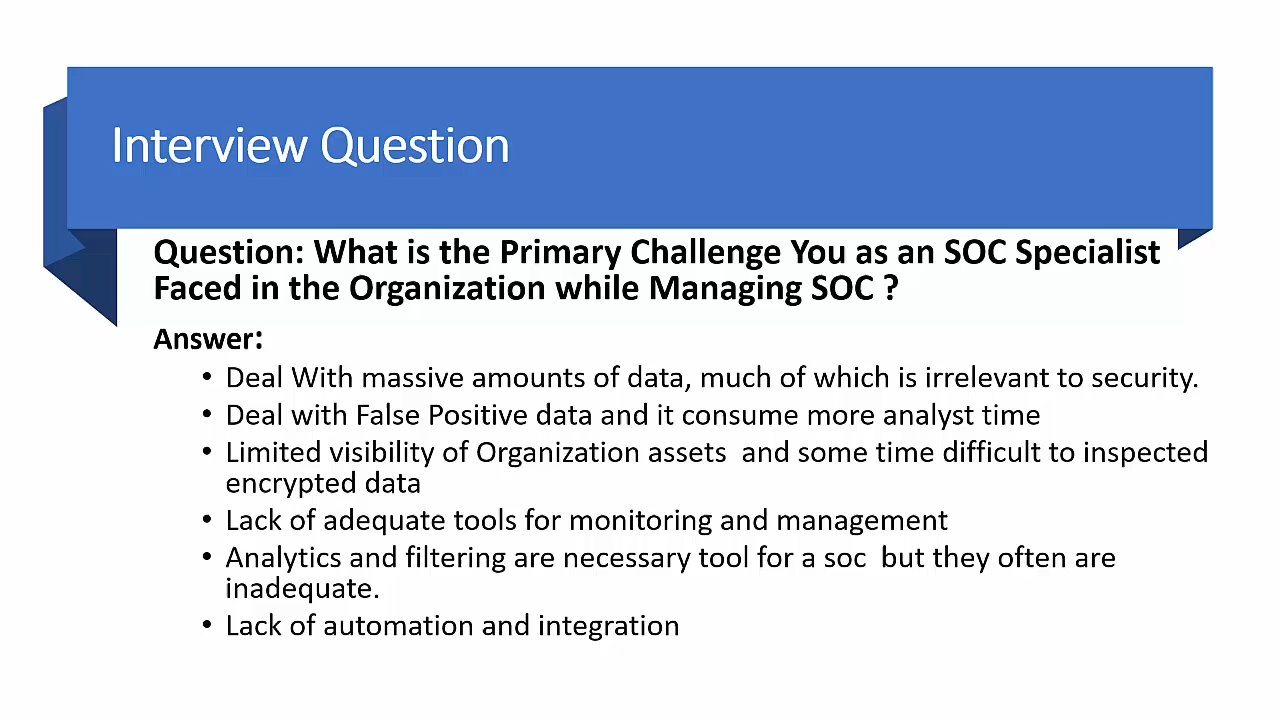 Interview Question
Question: What is the Primary Challenge You as an SOC Specialist
Faced in the Organization while Managing SOC ?
Answer:
• Deal With massive amounts of data, much of which is irrelevant to security.
• Deal with False Positive data and it consume more analyst time
• Limited visibility of Organization assets  and some time difficult to inspected
encrypted data
• Lack of adequate tools for monitoring and management
• Analytics and filtering are necessary tool for a soc  but they often are
inadequate.
• Lack of automation and integration